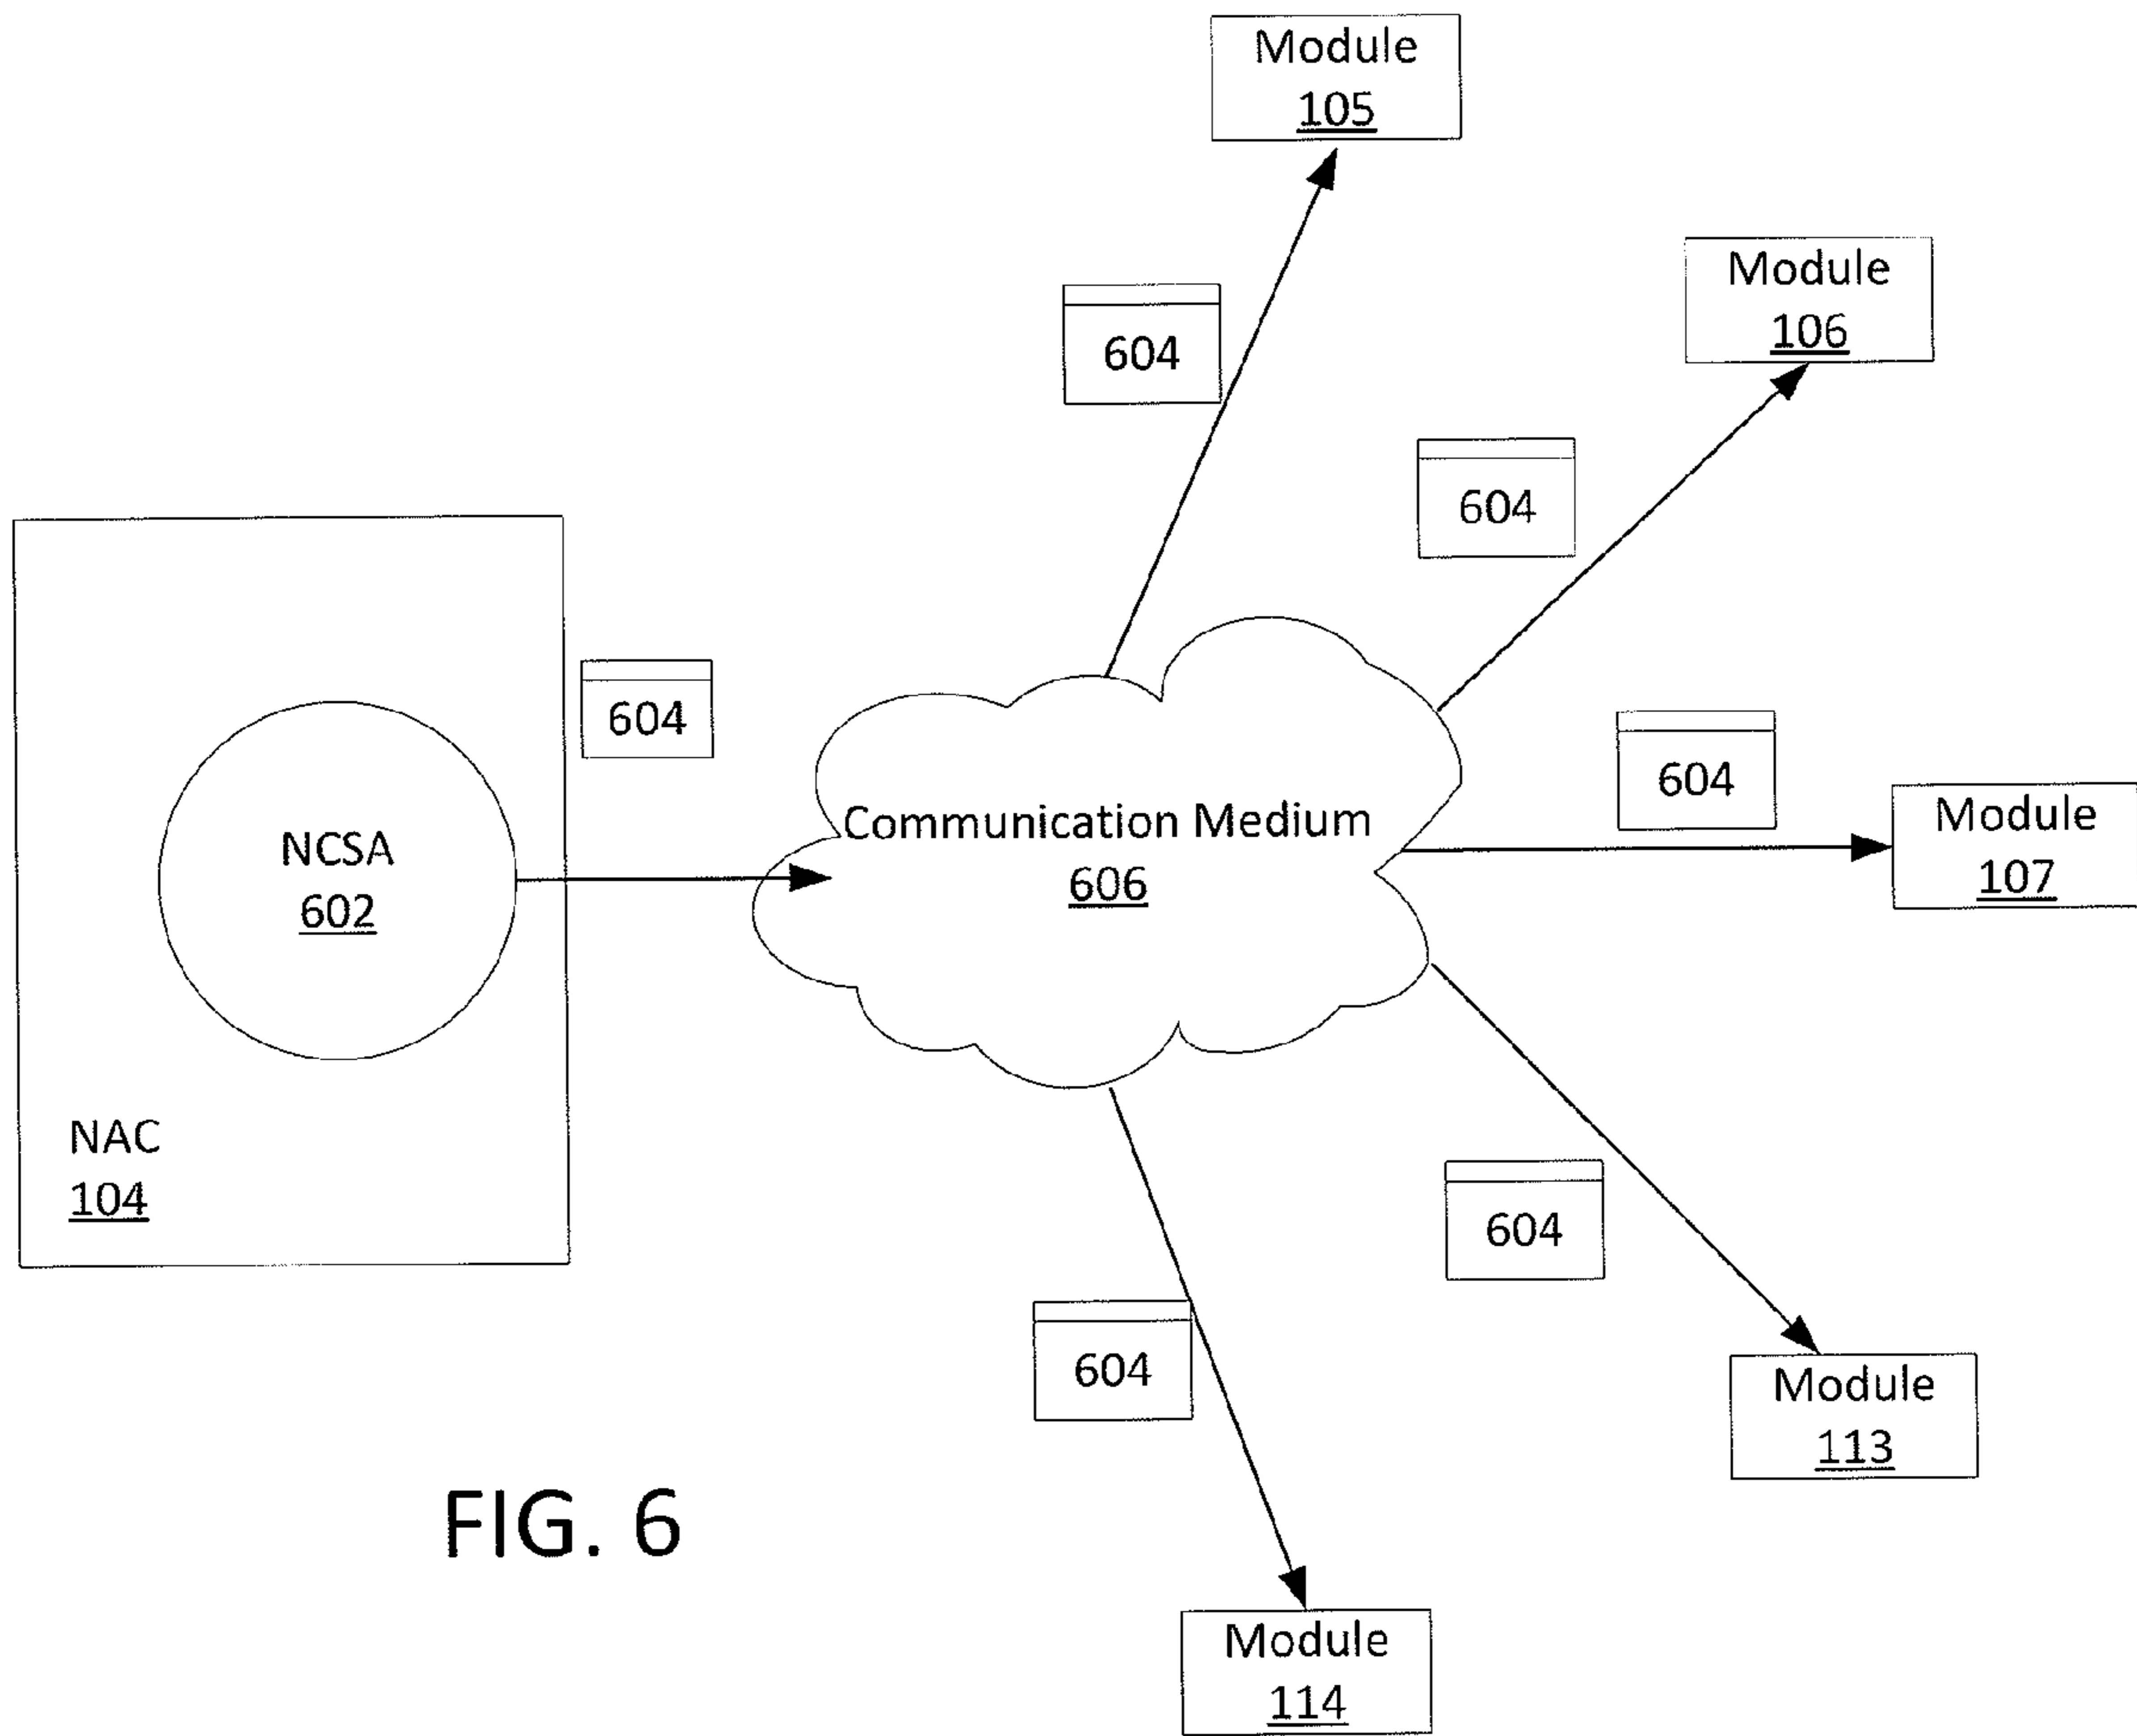 Module
105
Module
106
604
604
604
604
Module
107
NCSA
602
Communication Medium
606
NAC
104
604
604
Module
113
FIG. 6
Module
114